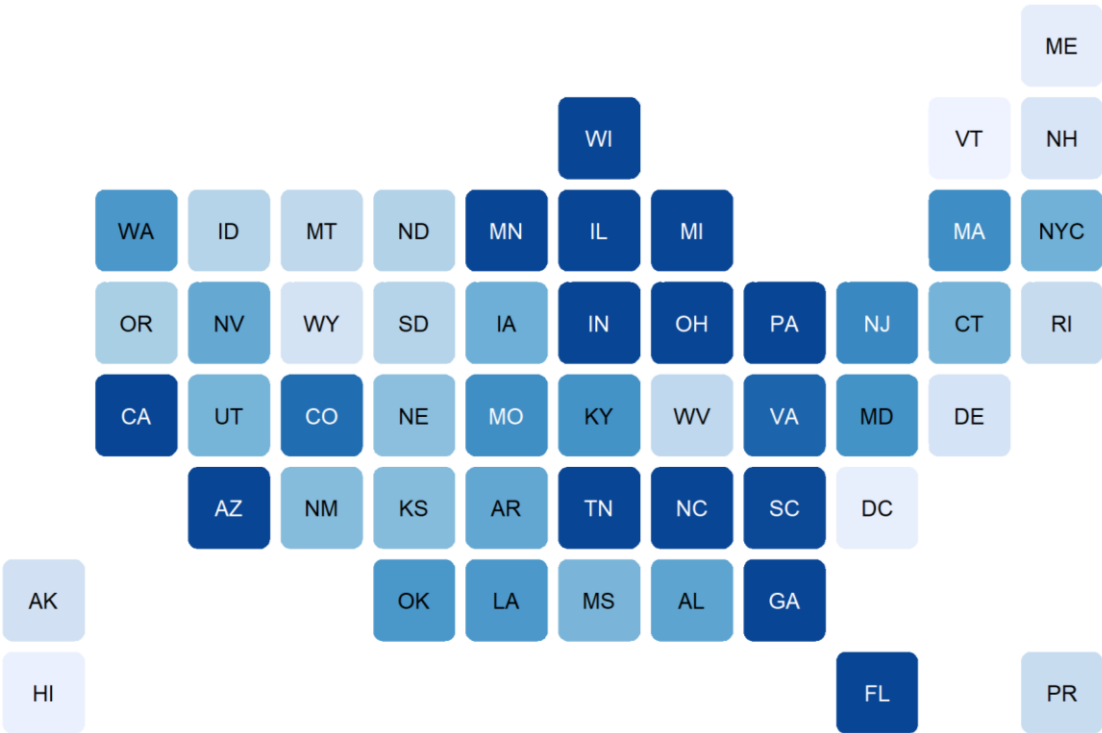 ME
WI VT NH
WA ID MT ND MN IL MI MA NYC
OR NV WY SD IA IN OH PA NJ CT RI
CA UT CO NE MO KY WV VA MD DE
AZ NM KS AR TN NC SC DC
AK OK LA MS AL GA
HI FL PR